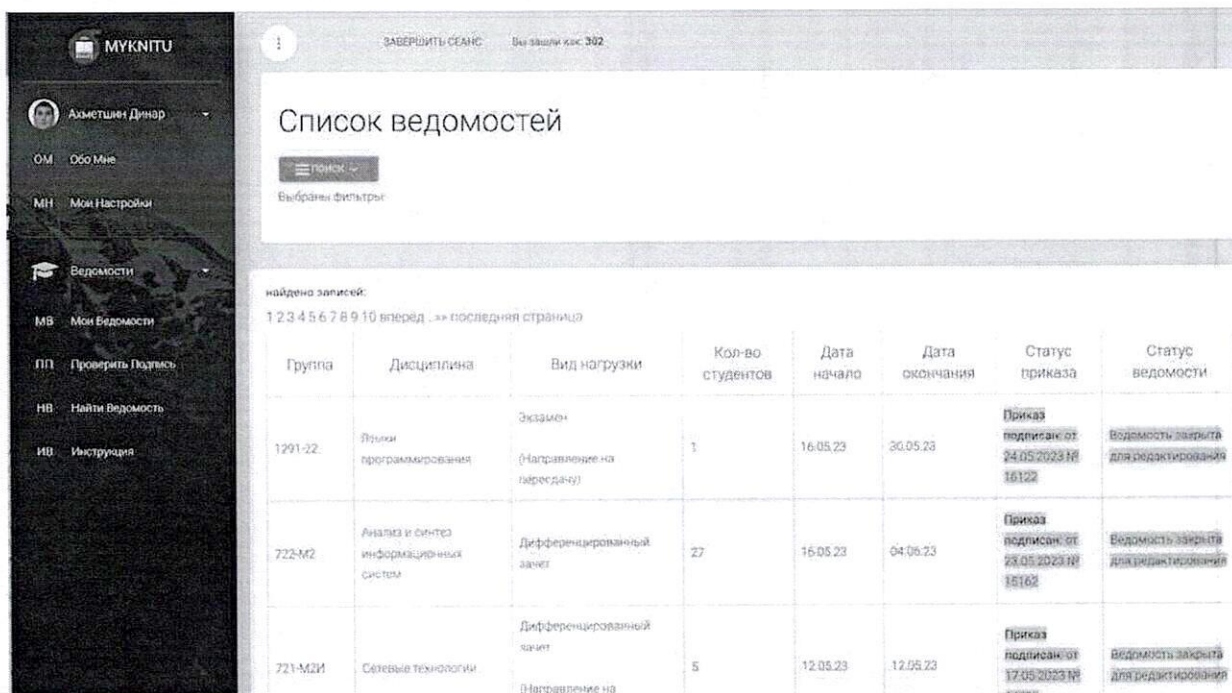 MYKNITU
ЗАВЕРШИТЬ СЕАНС Вы зашли как: 302
Ахметшин Динар
ОМ Обо Мне
МН Мои Настройки
Ведомости
МВ Мои Ведомости
ПП Проверить Подпись
НВ Найти Ведомость
ИВ Инструкция
Список ведомостей
ПОИСК
Выбраны фильтры:
найдено записей:
1 2 3 4 5 6 7 8 9 10 вперёд ...»» последняя страница
Группа Дисциплина Вид нагрузки Кол-во студентов Дата начало Дата окончания Статус приказа Статус ведомости
1291-22
Языки
программирования
Экзамен
(Направление на
пересдачу)
1
16.05.23
30.05.23
Приказ
подписан: от
24.05.2023 №
16122
Ведомость закрыта
для редактирования
722-М2
Анализ и синтез
информационных
систем
Дифференцированный
зачет
27
16.05.23
04.06.23
Приказ
подписан: от
23.05.2023 №
15162
Ведомость закрыта
для редактирования
721-М2И
Сетевые технологии
Дифференцированный
зачет
(Направление на
5
12.05.23
12.05.23
Приказ
подписан: от
17.05.2023 №
Ведомость закрыта
для редактирования